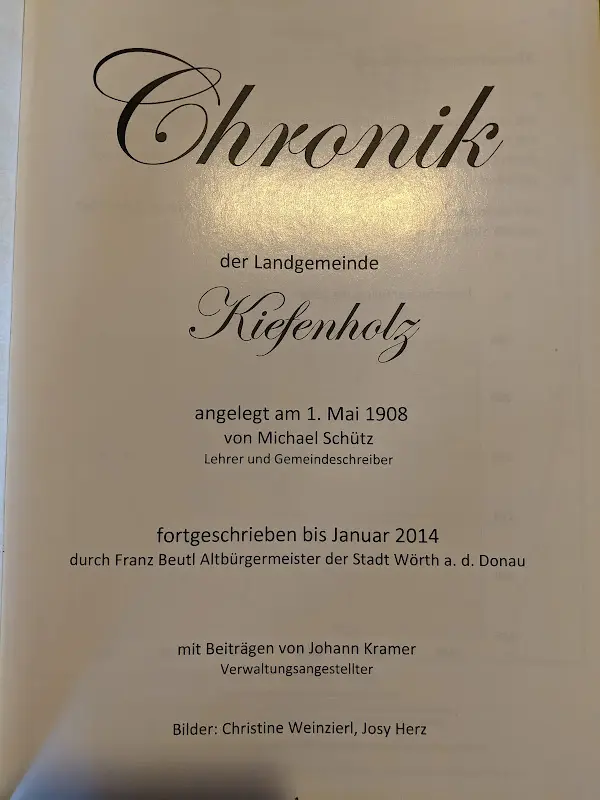 Chronik
der Landgemeinde
Kiefenholz
angelegt am 1. Mai 1908
von Michael Schütz
Lehrer und Gemeindeschreiber
fortgeschrieben bis Januar 2014
durch Franz Beutl Altbürgermeister der Stadt Wörth a. d. Donau
mit Beiträgen von Johann Kramer
Verwaltungsangestellter
Bilder: Christine Weinzierl, Josy Herz